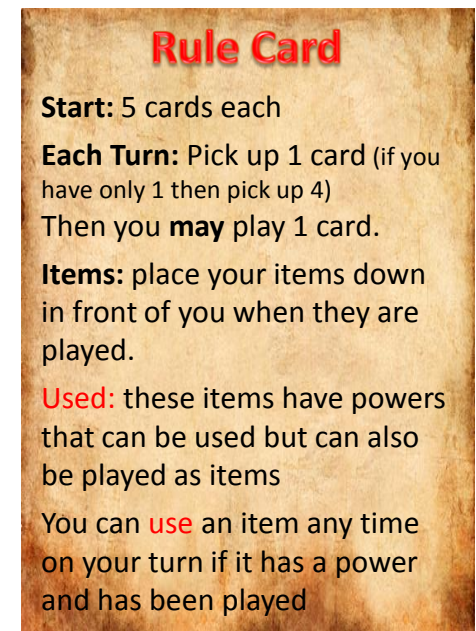 Rule Card
Start: 5 cards each
Each Turn: Pick up 1 card (if you
have only 1 then pick up 4)
Then you may play 1 card.
Items: place your items down
in front of you when they are
played.
Used: these items have powers
that can be used but can also
be played as items
You can use an item any time
on your turn if it has a power
and has been played